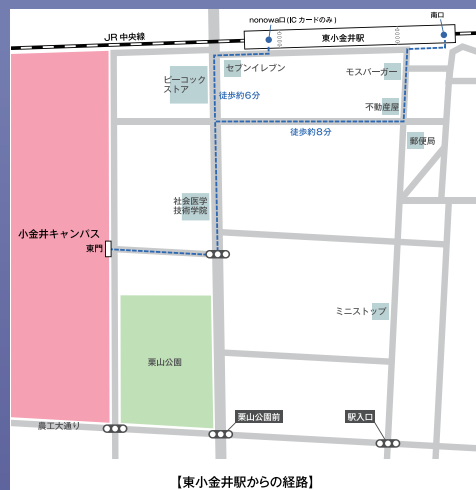 nonowa口(ICカードのみ)
南口
JR 中央線
東小金井駅
セブンイレブン
モスバーガー
ピーコック
ストア
徒歩約6分
不動産屋
徒歩約8分
郵便局
社会医学
技術学院
小金井キャンパス
東門
ミニストップ
栗山公園
栗山公園前
駅入口
農工大通り
【東小金井駅からの経路】